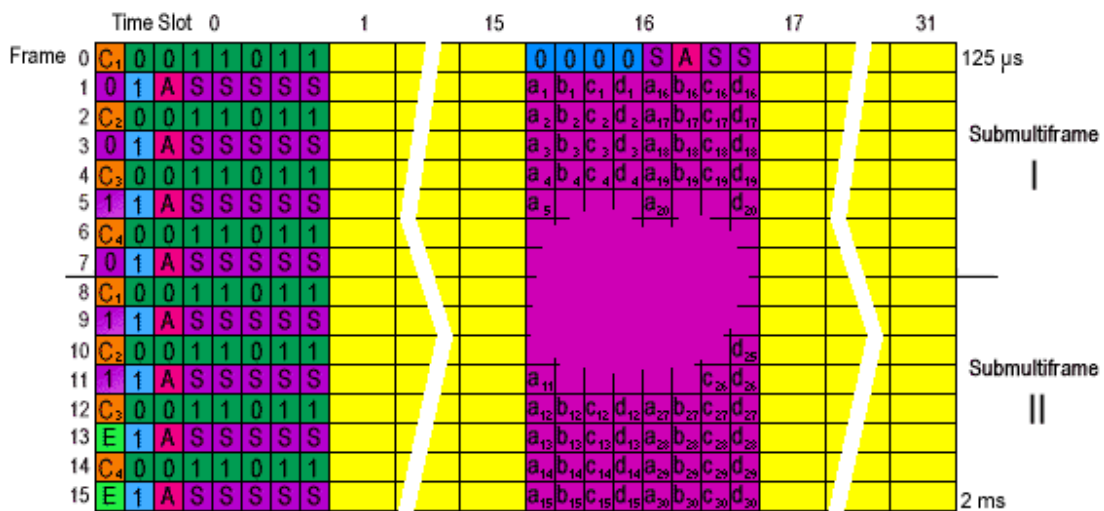 Time Slot 0 1 15 16 17 31
Frame 0 C₁ 0 0 1 1 0 1 1 0 0 0 0 S A S S 125 µs
1 0 1 A S S S S S a₁ b₁ c₁ d₁ a₁₆ b₁₆ c₁₆ d₁₆
2 C₂ 0 0 1 1 0 1 1 a₂ b₂ c₂ d₂ a₁₇ b₁₇ c₁₇ d₁₇
3 0 1 A S S S S S a₃ b₃ c₃ d₃ a₁₈ b₁₈ c₁₈ d₁₈
Submultiframe
4 C₃ 0 0 1 1 0 1 1 a₄ b₄ c₄ d₄ a₁₉ b₁₉ c₁₉ d₁₉
I
5 1 1 A S S S S S a₅ a₂₀ d₂₀
6 C₄ 0 0 1 1 0 1 1
7 0 1 A S S S S S
8 C₁ 0 0 1 1 0 1 1
9 1 1 A S S S S S
10 C₂ 0 0 1 1 0 1 1 d₂₅
11 1 1 A S S S S S a₁₁ c₂₆ d₂₆
Submultiframe
12 C₃ 0 0 1 1 0 1 1 a₁₂ b₁₂ c₁₂ d₁₂ a₂₇ b₂₇ c₂₇ d₂₇
II
13 E 1 A S S S S S a₁₃ b₁₃ c₁₃ d₁₃ a₂₈ b₂₈ c₂₈ d₂₈
14 C₄ 0 0 1 1 0 1 1 a₁₄ b₁₄ c₁₄ d₁₄ a₂₉ b₂₉ c₂₉ d₂₉
15 E 1 A S S S S S a₁₅ b₁₅ c₁₅ d₁₅ a₃₀ b₃₀ c₃₀ d₃₀ 2 ms